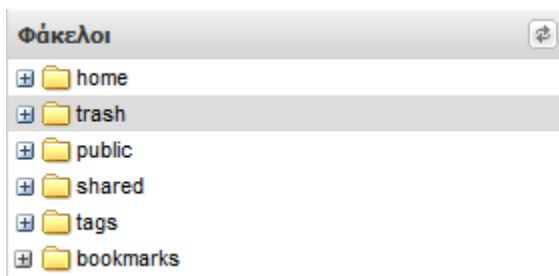 Φάκελοι
home
trash
public
shared
tags
bookmarks